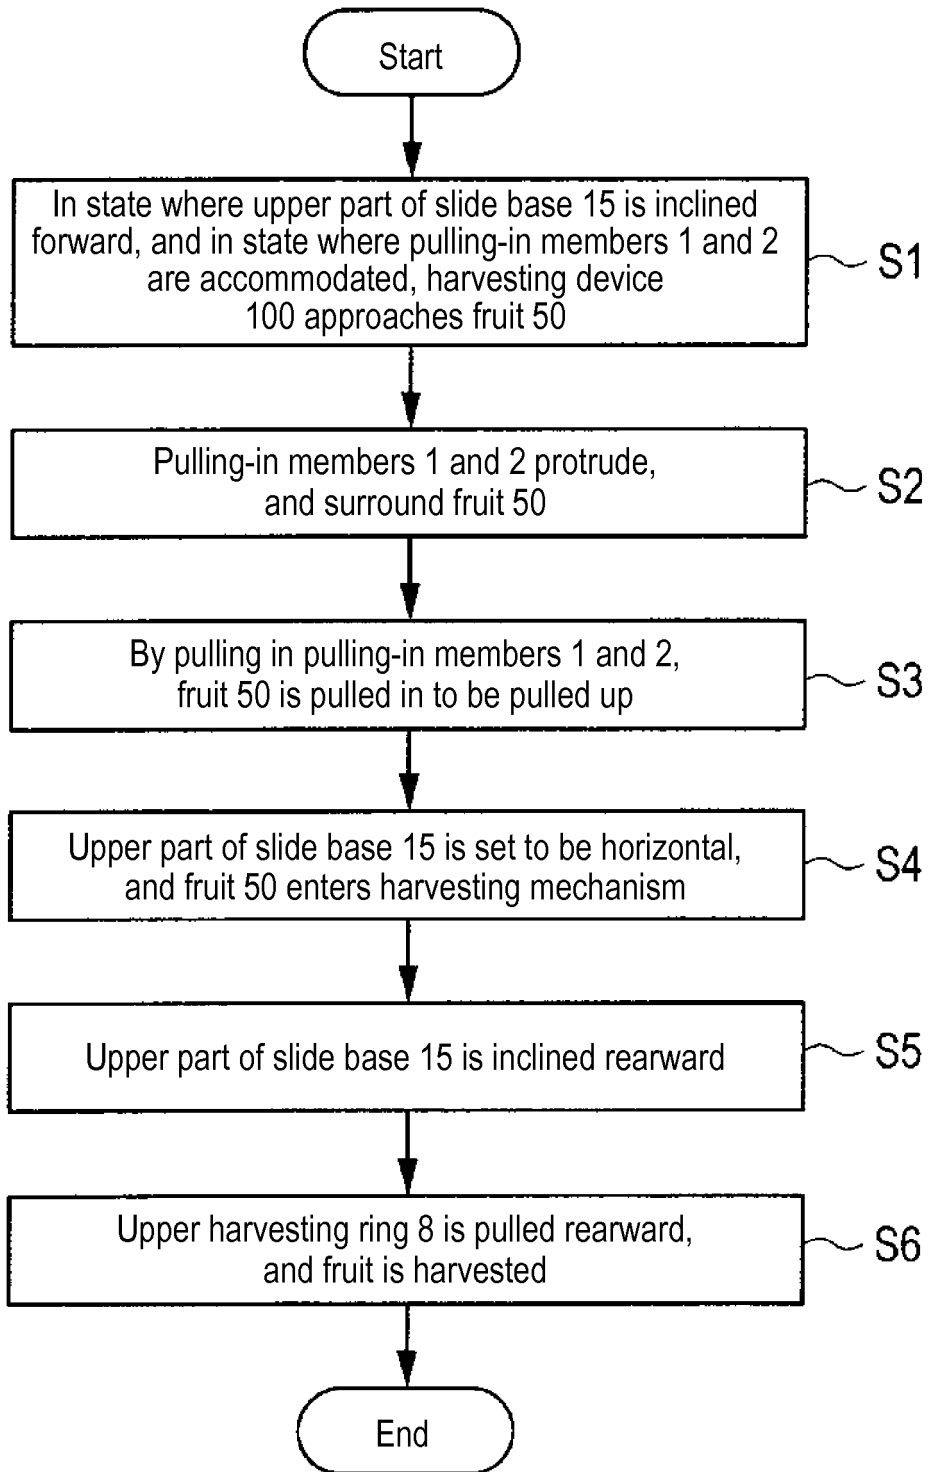 Start
In state where upper part of slide base 15 is inclined
forward, and in state where pulling-in members 1 and 2
are accommodated, harvesting device
100 approaches fruit 50
S1
Pulling-in members 1 and 2 protrude,
and surround fruit 50
S2
By pulling in pulling-in members 1 and 2,
fruit 50 is pulled in to be pulled up
S3
Upper part of slide base 15 is set to be horizontal,
and fruit 50 enters harvesting mechanism
S4
Upper part of slide base 15 is inclined rearward
S5
Upper harvesting ring 8 is pulled rearward,
and fruit is harvested
S6
End